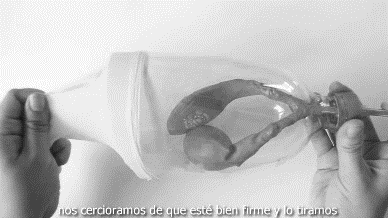 nos cercioramos de que esté bien firme y lo tiramos